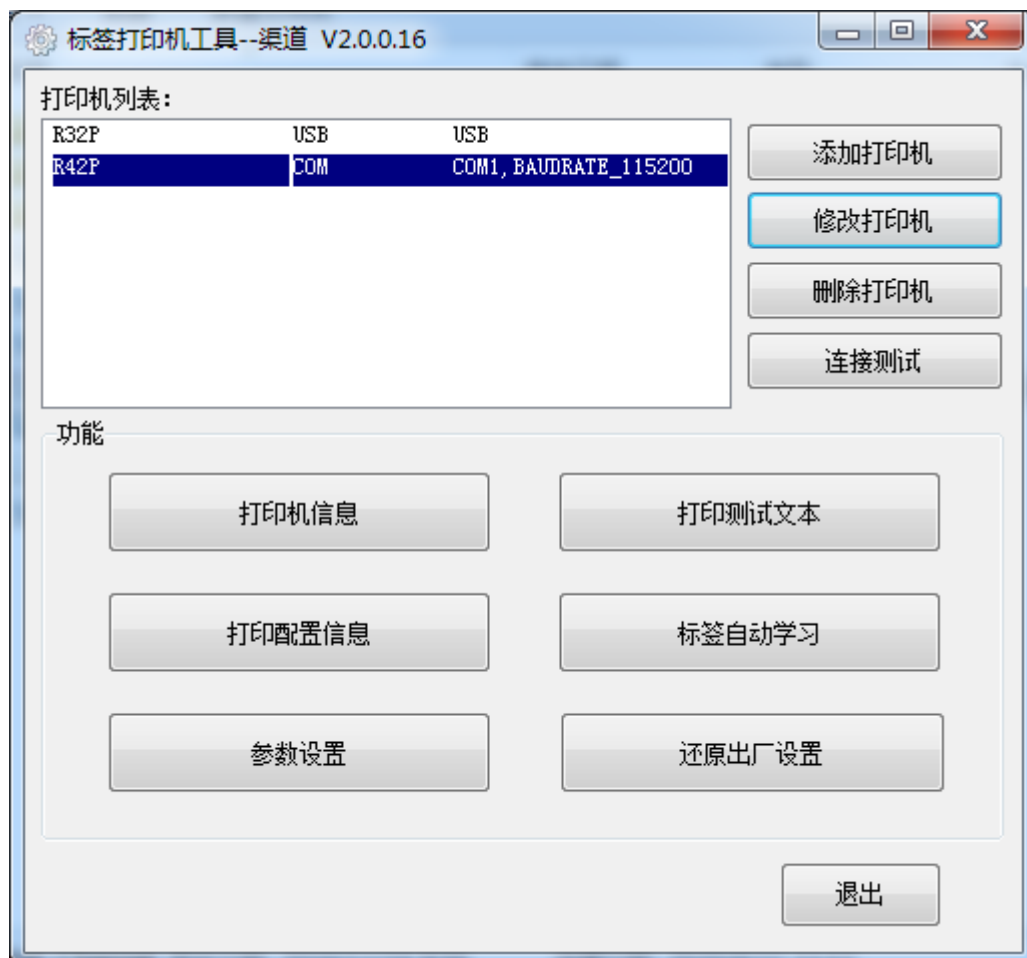 标签打印机工具--渠道 V2.0.0.16
打印机列表：
R32P USB USB
R42P COM COM1,BAUDRATE_115200
添加打印机
修改打印机
删除打印机
连接测试
功能
打印机信息 打印测试文本
打印配置信息 标签自动学习
参数设置 还原出厂设置
退出